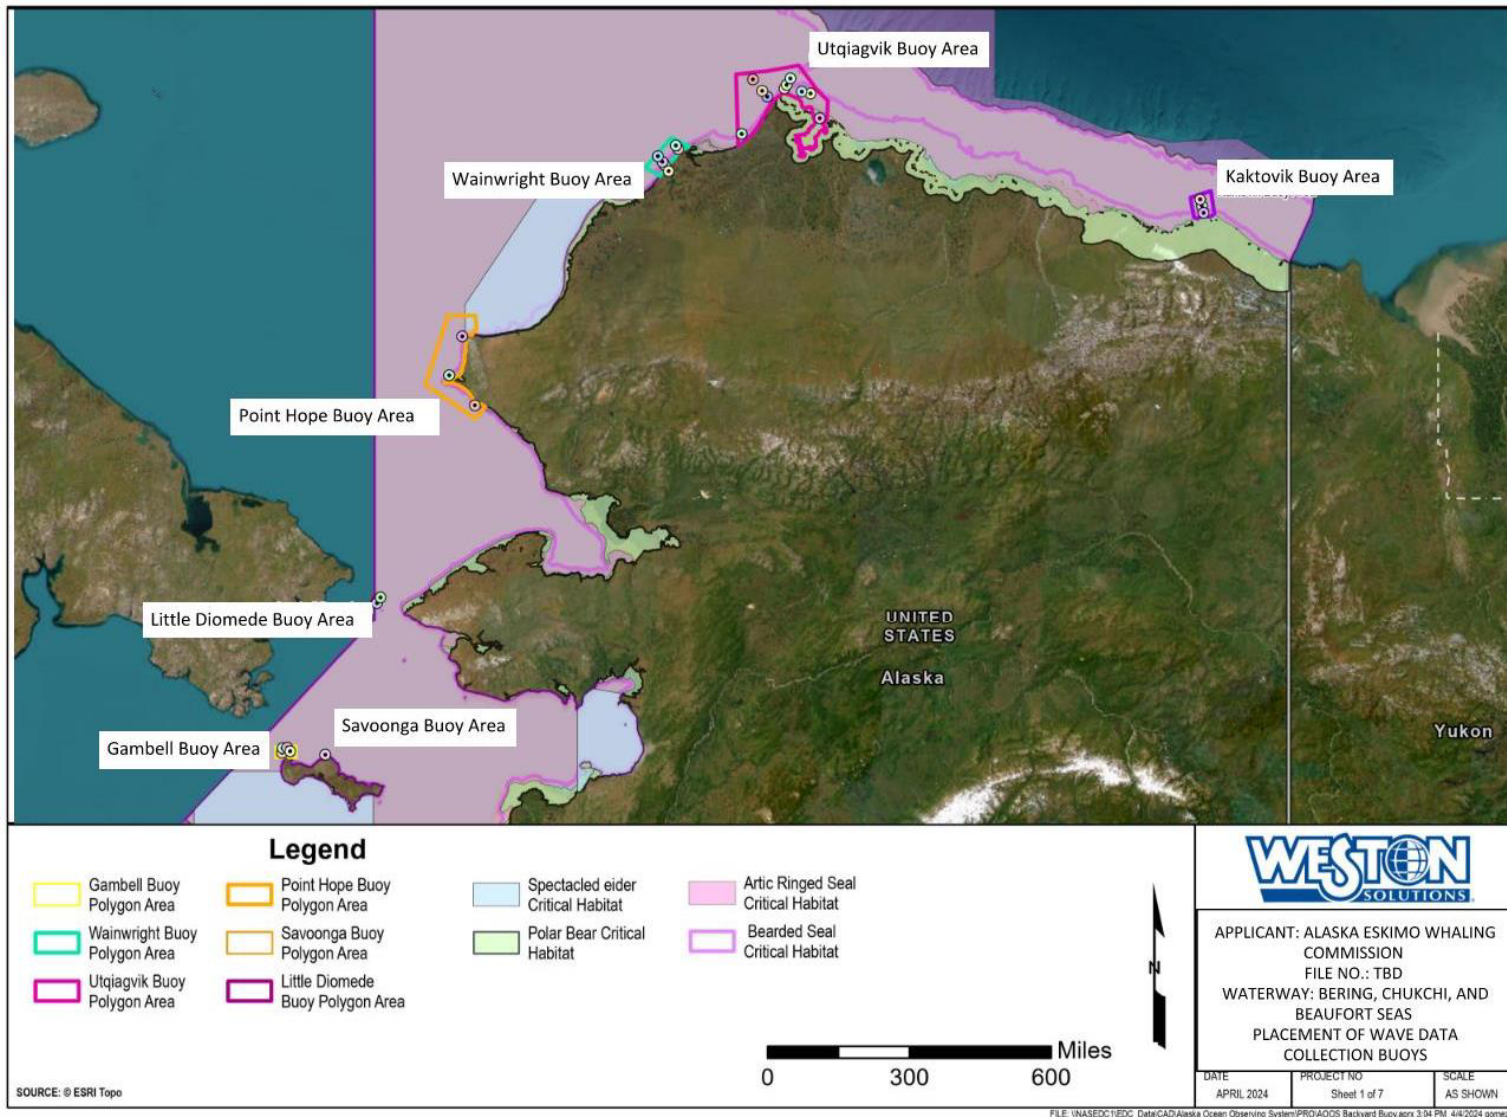 Utqiagvik Buoy Area
Wainwright Buoy Area
Kaktovik Buoy Area
Point Hope Buoy Area
Little Diomede Buoy Area
UNITED
STATES
Alaska
Savoonga Buoy Area
Gambell Buoy Area
Yukon
Legend
Gambell Buoy
Polygon Area
Wainwright Buoy
Polygon Area
Utqiagvik Buoy
Polygon Area
Point Hope Buoy
Polygon Area
Savoonga Buoy
Polygon Area
Little Diomede
Buoy Polygon Area
Spectacled eider
Critical Habitat
Polar Bear Critical
Habitat
Artic Ringed Seal
Critical Habitat
Bearded Seal
Critical Habitat
N
Miles
0 300 600
SOURCE: © ESRI Topo
WESTON
SOLUTIONS
APPLICANT: ALASKA ESKIMO WHALING
COMMISSION
FILE NO.: TBD
WATERWAY: BERING, CHUKCHI, AND
BEAUFORT SEAS
PLACEMENT OF WAVE DATA
COLLECTION BUOYS
DATE PROJECT NO SCALE
APRIL 2024 Sheet 1 of 7 AS SHOWN